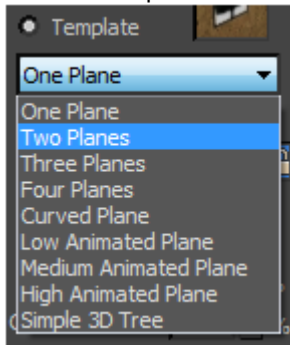 Template
One Plane
One Plane
Two Planes
Three Planes
Four Planes
Curved Plane
Low Animated Plane
Medium Animated Plane
High Animated Plane
Simple 3D Tree
%